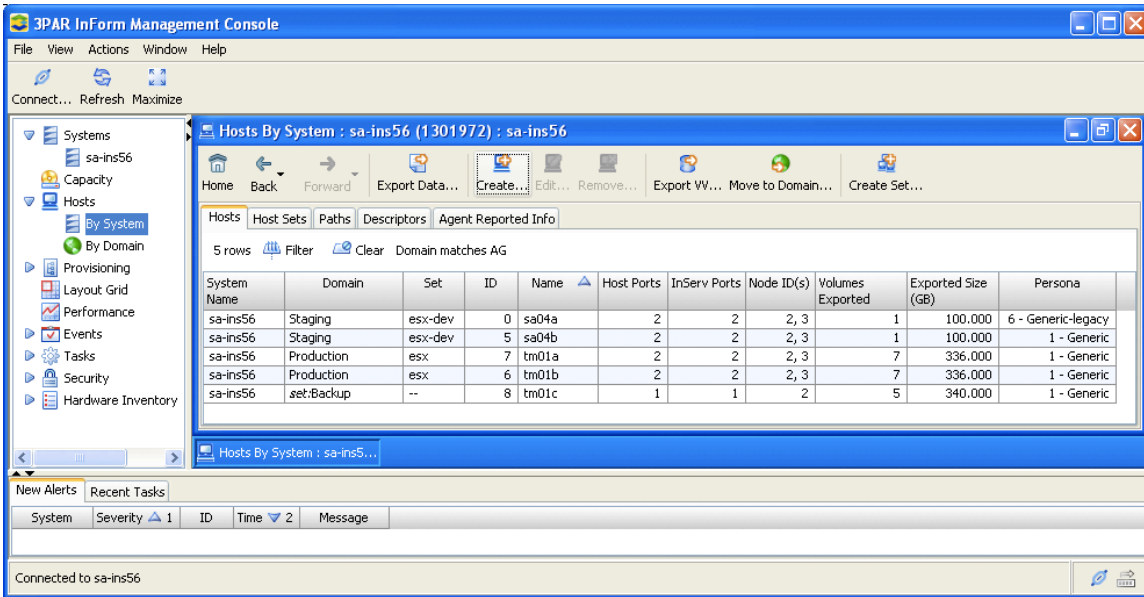 3PAR InForm Management Console
File View Actions Window Help
Connect... Refresh Maximize
Systems
sa-ins56
Capacity
Hosts
By System
By Domain
Provisioning
Layout Grid
Performance
Events
Tasks
Security
Hardware Inventory
Hosts By System : sa-ins56 (1301972) : sa-ins56
Home Back Forward Export Data... Create... Edit... Remove... Export VV... Move to Domain... Create Set...
Hosts Host Sets Paths Descriptors Agent Reported Info
5 rows Filter Clear Domain matches AG
System Name Domain Set ID Name Host Ports InServ Ports Node ID(s) Volumes Exported Exported Size (GB) Persona
sa-ins56 Staging esx-dev 0 sa04a 2 2 2, 3 1 100.000 6 - Generic-legacy
sa-ins56 Staging esx-dev 5 sa04b 2 2 2, 3 1 100.000 1 - Generic
sa-ins56 Production esx 7 tm01a 2 2 2, 3 7 336.000 1 - Generic
sa-ins56 Production esx 6 tm01b 2 2 2, 3 7 336.000 1 - Generic
sa-ins56 set:Backup -- 8 tm01c 1 1 2 5 340.000 1 - Generic
Hosts By System : sa-ins5...
New Alerts Recent Tasks
System Severity 1 ID Time 2 Message
Connected to sa-ins56